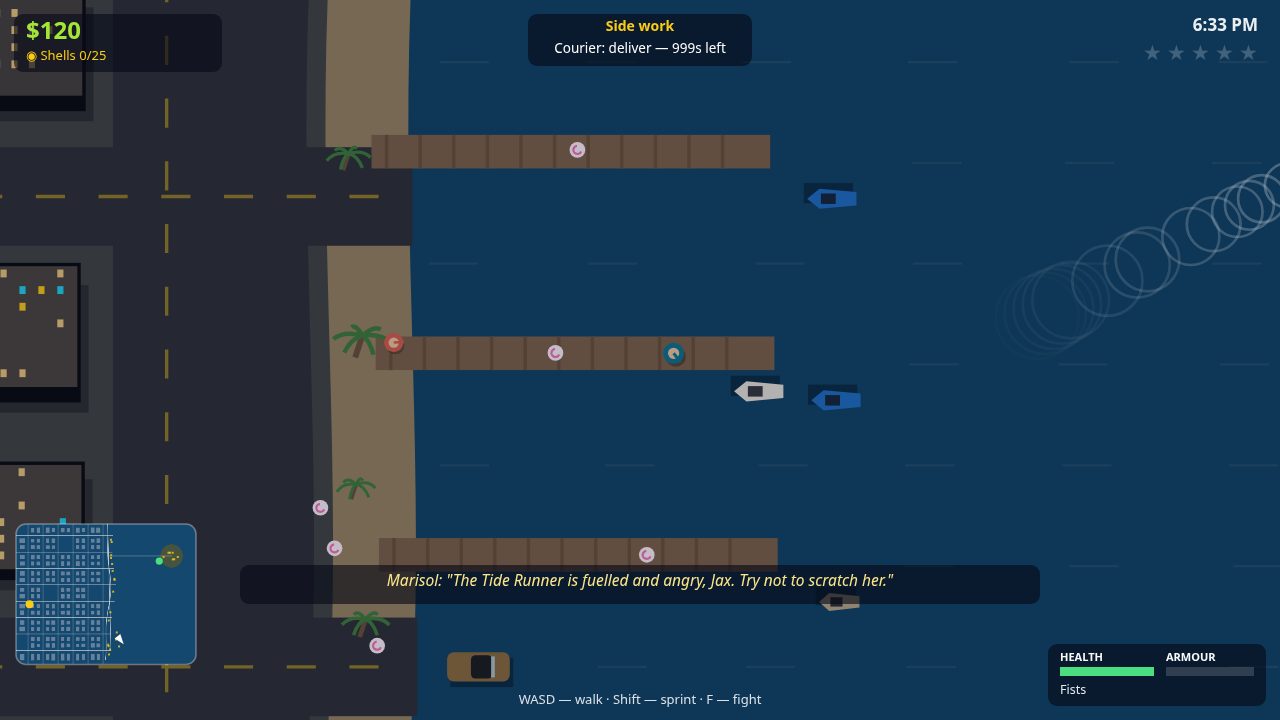 $120
◉ Shells 0/25
Side work
Courier: deliver — 999s left
6:33 PM
★ ★ ★ ★ ★
Marisol: "The Tide Runner is fuelled and angry, Jax. Try not to scratch her."
HEALTH
ARMOUR
Fists
WASD — walk · Shift — sprint · F — fight